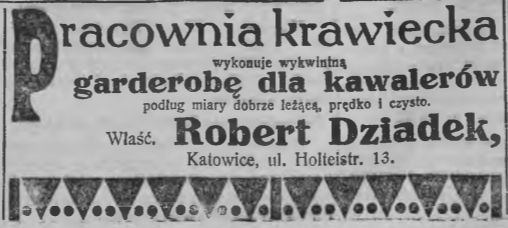 Pracownia krawiecka
wykonuje wykwintną
garderobę dla kawalerów
podług miary dobrze leżącą, prędko i czysto.
Właśc. Robert Dziadek,
Katowice, ul. Holteistr. 13.